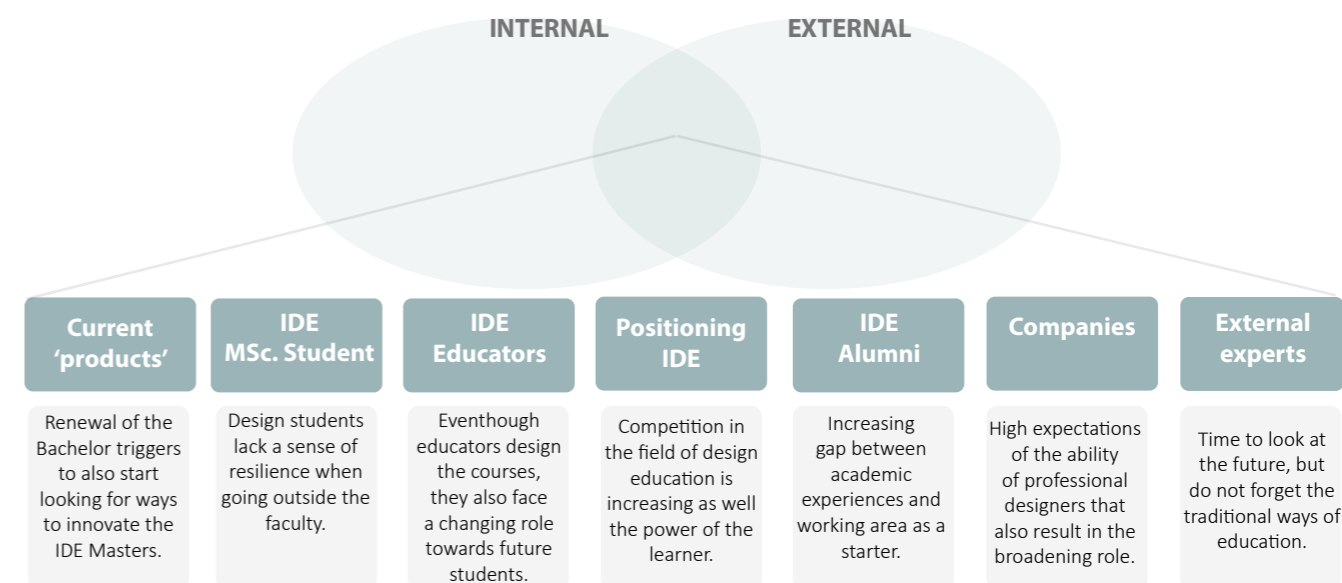 INTERNAL
EXTERNAL
Current
‘products’
Renewal of the
Bachelor triggers
to also start
looking for ways
to innovate the
IDE Masters.
IDE
MSc. Student
Design students
lack a sense of
resilience when
going outside the
faculty.
IDE
Educators
Eventhough
educators design
the courses,
they also face
a changing role
towards future
students.
Positioning
IDE
Competition in
the field of design
education is
increasing as well
the power of the
learner.
IDE
Alumni
Increasing
gap between
academic
experiences and
working area as a
starter.
Companies
High expectations
of the ability
of professional
designers that
also result in the
broadening role.
External
experts
Time to look at
the future, but
do not forget the
traditional ways of
education.